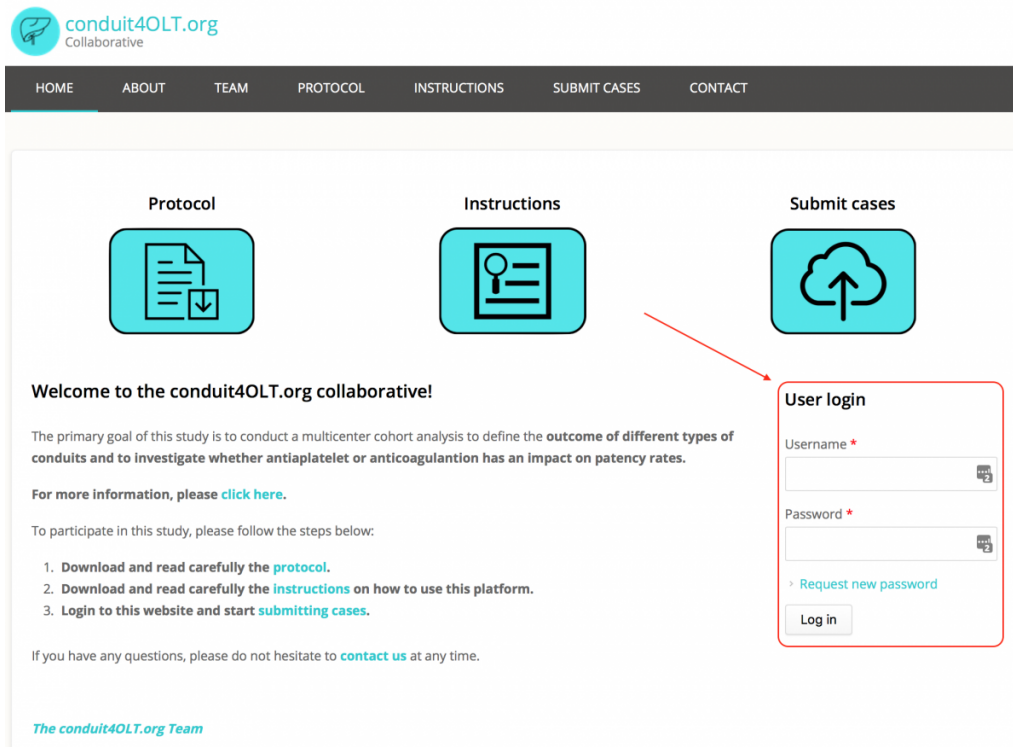 conduit4OLT.org
Collaborative
HOME ABOUT TEAM PROTOCOL INSTRUCTIONS SUBMIT CASES CONTACT
Protocol Instructions Submit cases
Welcome to the conduit4OLT.org collaborative!
The primary goal of this study is to conduct a multicenter cohort analysis to define the outcome of different types of
conduits and to investigate whether antiaplatelet or anticoagulantion has an impact on patency rates.
For more information, please click here.
To participate in this study, please follow the steps below:
1. Download and read carefully the protocol.
2. Download and read carefully the instructions on how to use this platform.
3. Login to this website and start submitting cases.
If you have any questions, please do not hesitate to contact us at any time.
The conduit4OLT.org Team
User login
Username *
2
Password *
2
Request new password
Log in